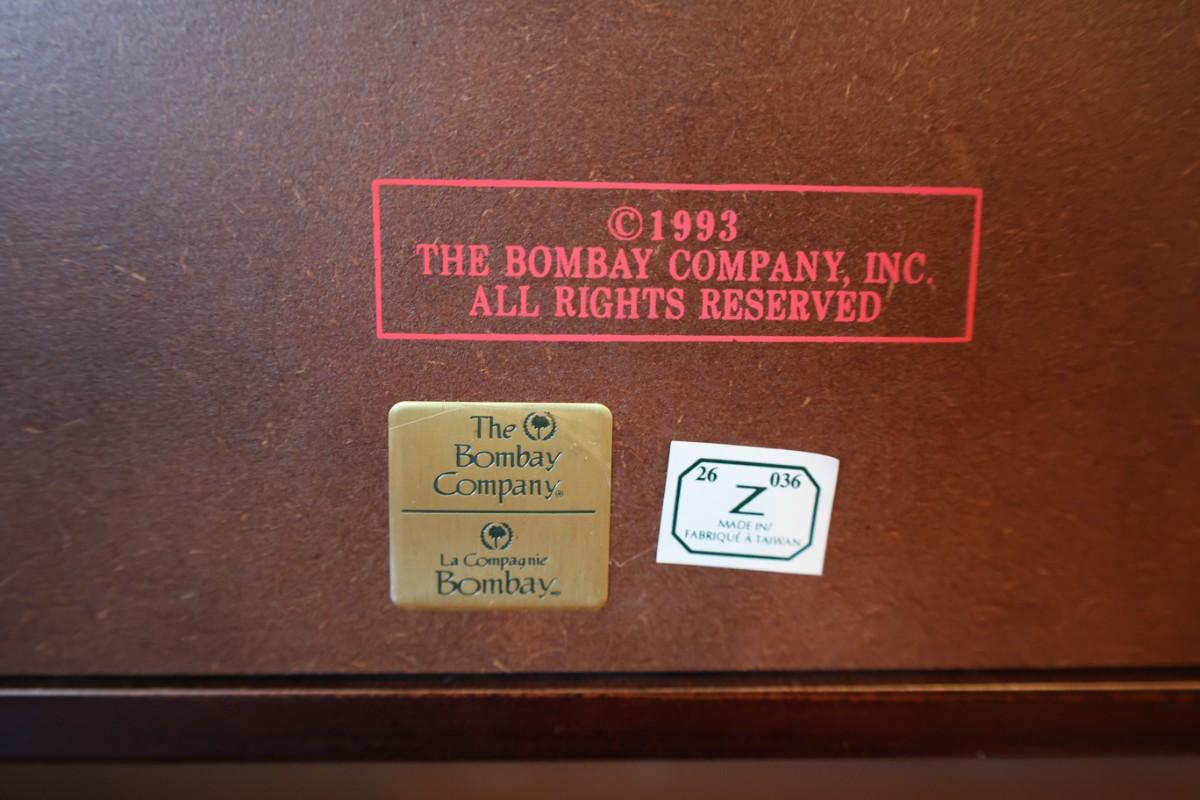 ©1993
THE BOMBAY COMPANY, INC.
ALL RIGHTS RESERVED
The
Bombay
Company®
La Compagnie
Bombay
26 036
Z
MADE IN/
FABRIQUÉ À TAIWAN